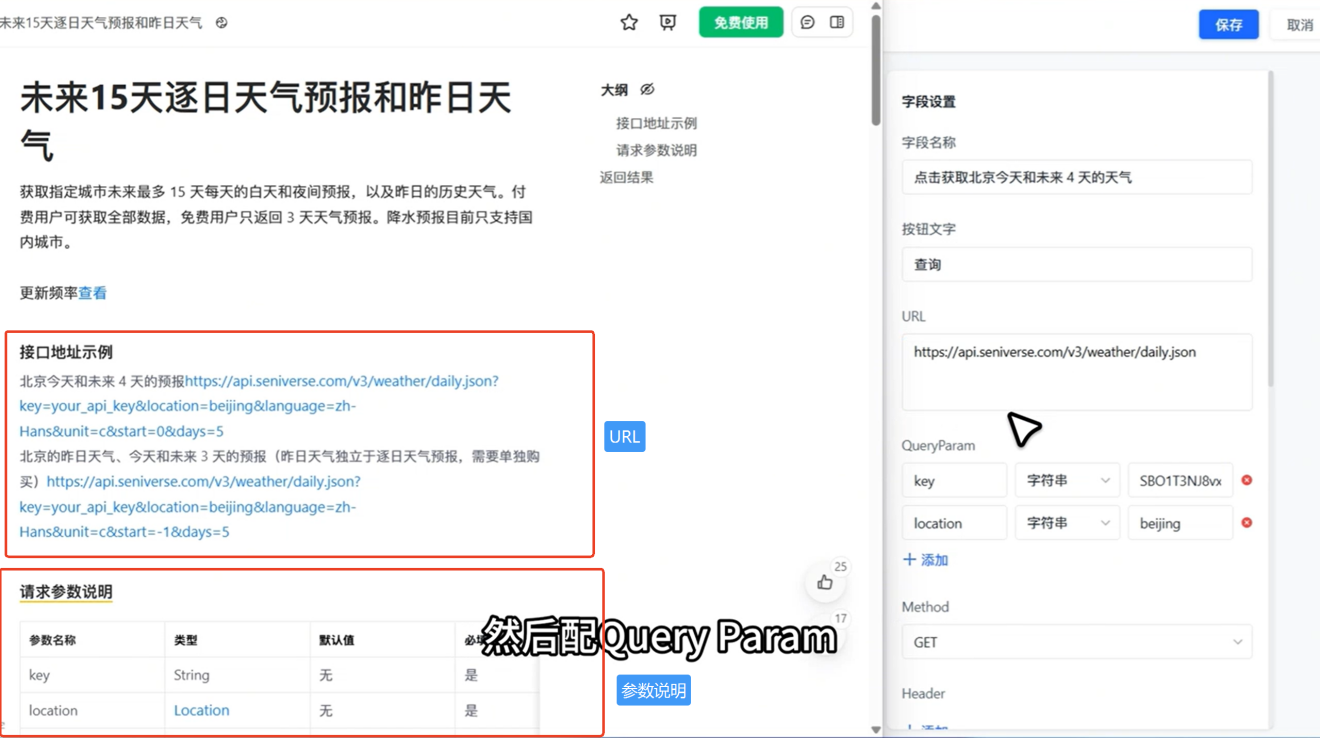 未来15天逐日天气预报和昨日天气
免费使用
保存
取消
未来15天逐日天气预报和昨日天
气
获取指定城市未来最多 15 天每天的白天和夜间预报，以及昨日的历史天气。付
费用户可获取全部数据，免费用户只返回 3 天天气预报。降水预报目前只支持国
内城市。
更新频率查看
大纲
接口地址示例
请求参数说明
返回结果
接口地址示例
北京今天和未来 4 天的预报https://api.seniverse.com/v3/weather/daily.json?
key=your_api_key&location=beijing&language=zh-
Hans&unit=c&start=0&days=5
北京的昨日天气、今天和未来 3 天的预报（昨日天气独立于逐日天气预报，需要单独购
买）https://api.seniverse.com/v3/weather/daily.json?
key=your_api_key&location=beijing&language=zh-
Hans&unit=c&start=-1&days=5
URL
请求参数说明
参数名称 类型 默认值
key String 无 是
location Location 无 是
25
17
然后配Query Param
参数说明
字段设置
字段名称
点击获取北京今天和未来 4 天的天气
按钮文字
查询
URL
https://api.seniverse.com/v3/weather/daily.json
QueryParam
key 字符串 SBO1T3NJ8vx
location 字符串 beijing
添加
Method
GET
Header
添加